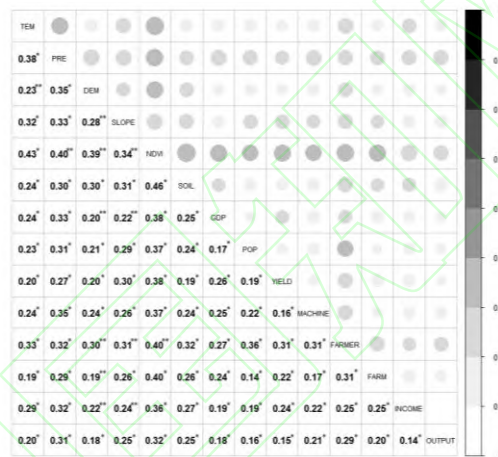 TEM
0.38* PRE
0.23** 0.35* DEM
0.32* 0.33* 0.28** SLOPE
0.43* 0.40** 0.39** 0.34** NDVI
0.24* 0.30* 0.30* 0.31* 0.46* SOIL
0.24* 0.33* 0.20** 0.22** 0.38* 0.25* GDP
0.23* 0.31* 0.21* 0.29* 0.37* 0.24* 0.17* POP
0.20* 0.27* 0.20* 0.30* 0.38* 0.19* 0.26* 0.19* YIELD
0.24* 0.35* 0.24* 0.26* 0.37* 0.24* 0.25* 0.22* 0.16* MACHINE
0.33* 0.32* 0.30** 0.31** 0.40** 0.32* 0.27* 0.36* 0.31* 0.31* FARMER
0.19* 0.29* 0.19** 0.26* 0.40* 0.26* 0.24* 0.14* 0.22* 0.17* 0.31* FARM
0.29* 0.32* 0.22** 0.24** 0.36* 0.27* 0.19* 0.19* 0.24* 0.22* 0.25* 0.25* INCOME
0.20* 0.31* 0.18* 0.25* 0.32* 0.25* 0.18* 0.16* 0.15* 0.21* 0.29* 0.20* 0.14* OUTPUT